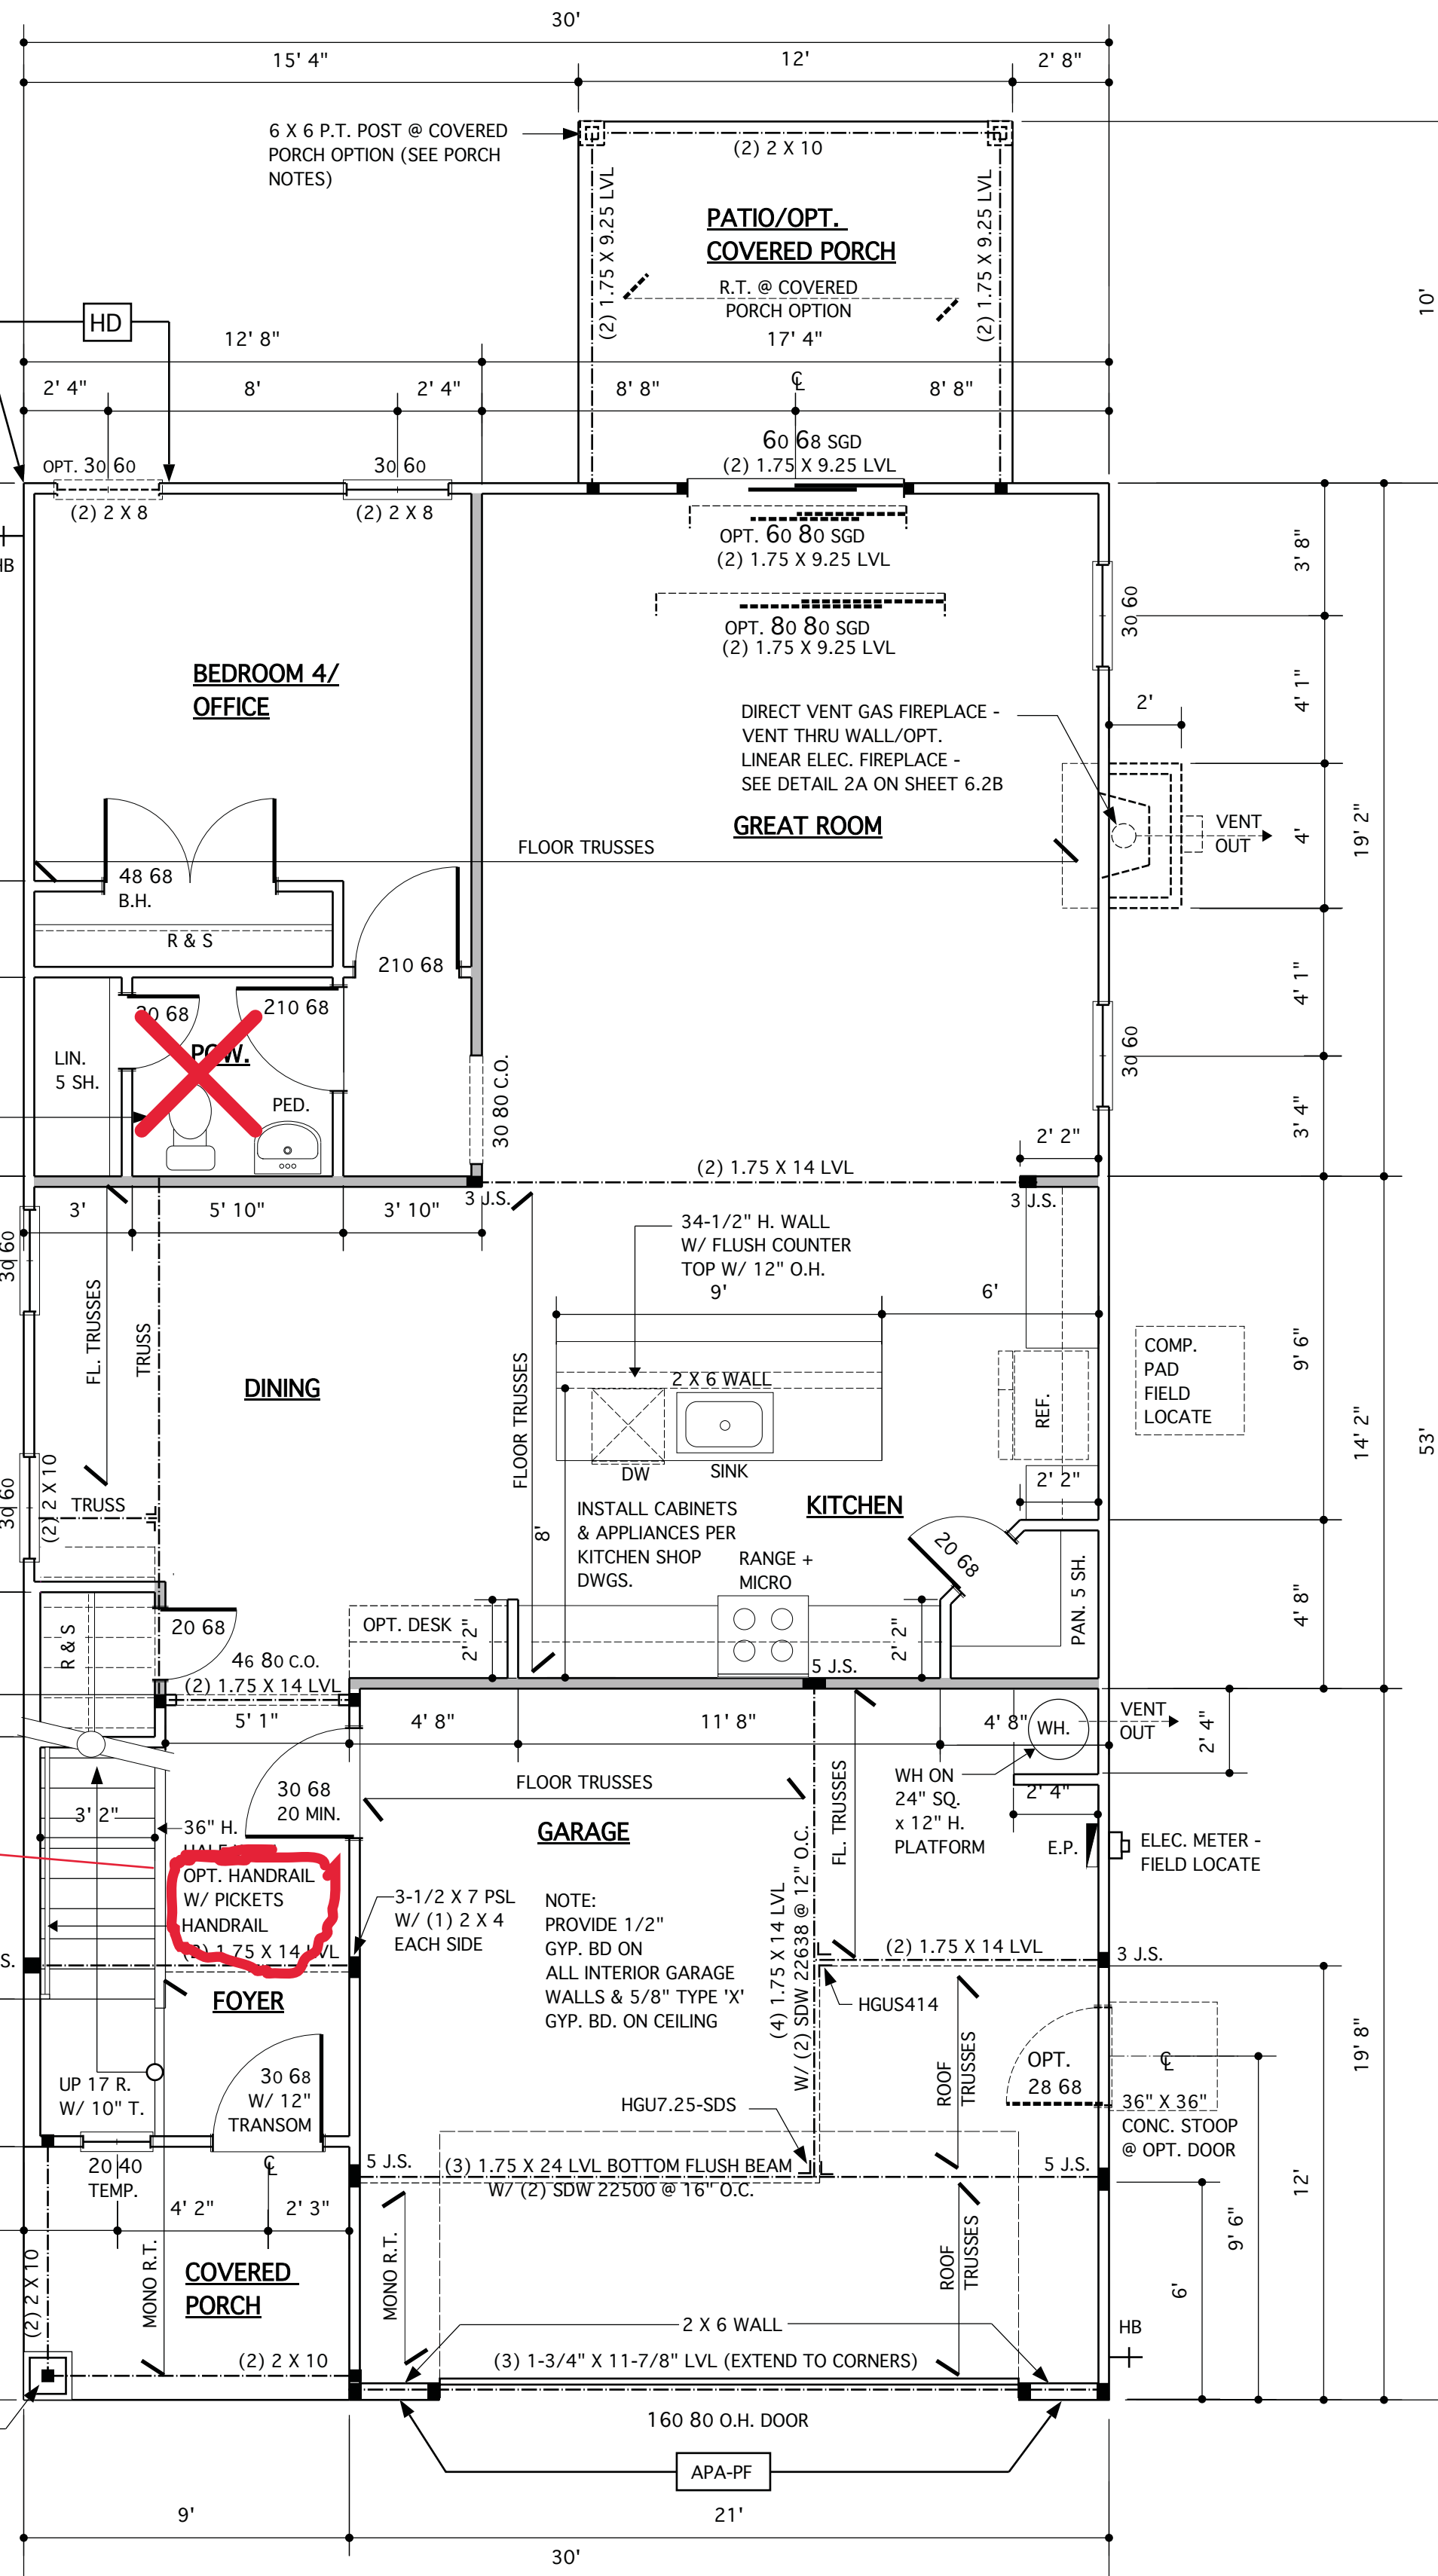 30'
15' 4"
12'
2' 8"
6 X 6 P.T. POST @ COVERED
PORCH OPTION (SEE PORCH
NOTES)
(2) 2 X 10
(2) 1.75 X 9.25 LVL
(2) 1.75 X 9.25 LVL
PATIO/OPT.
COVERED PORCH
R.T. @ COVERED
PORCH OPTION
10'
HD
12' 8"
17' 4"
2' 4"
8'
2' 4"
8' 8"
℄
8' 8"
OPT. 30 60
(2) 2 X 8
30 60
(2) 2 X 8
60 68 SGD
(2) 1.75 X 9.25 LVL
OPT. 60 80 SGD
(2) 1.75 X 9.25 LVL
OPT. 80 80 SGD
(2) 1.75 X 9.25 LVL
3' 8"
30 60
4' 1"
2'
BEDROOM 4/
OFFICE
DIRECT VENT GAS FIREPLACE -
VENT THRU WALL/OPT.
LINEAR ELEC. FIREPLACE -
SEE DETAIL 2A ON SHEET 6.2B
GREAT ROOM
FLOOR TRUSSES
VENT
OUT
4'
19' 2"
48 68
B.H.
R & S
210 68
210 68
68
LIN.
5 SH.
PED.
30 80 C.O.
4' 1"
30 60
3' 4"
2' 2"
(2) 1.75 X 14 LVL
3 J.S.
3 J.S.
3'
5' 10"
3' 10"
30 60
FL. TRUSSES
TRUSS
34-1/2" H. WALL
W/ FLUSH COUNTER
TOP W/ 12" O.H.
9'
6'
DINING
FLOOR TRUSSES
2 X 6 WALL
DW
SINK
REF.
COMP.
PAD
FIELD
LOCATE
9' 6"
14' 2"
53'
30 60
(2) 2 X 10
TRUSS
2' 2"
KITCHEN
INSTALL CABINETS
& APPLIANCES PER
KITCHEN SHOP
DWGS.
8'
RANGE +
MICRO
20 68
PAN. 5 SH.
4' 8"
R & S
20 68
OPT. DESK
2' 2"
2' 2"
46 80 C.O.
(2) 1.75 X 14 LVL
5 J.S.
5' 1"
4' 8"
11' 8"
4' 8"
WH.
VENT
OUT
2' 4"
30 68
20 MIN.
FLOOR TRUSSES
FL. TRUSSES
WH ON
24" SQ.
x 12" H.
PLATFORM
2' 4"
3' 2"
36" H.
GARAGE
E.P.
ELEC. METER -
FIELD LOCATE
OPT. HANDRAIL
W/ PICKETS
HANDRAIL
(2) 1.75 X 14 LVL
3-1/2 X 7 PSL
W/ (1) 2 X 4
EACH SIDE
NOTE:
PROVIDE 1/2"
GYP. BD ON
ALL INTERIOR GARAGE
WALLS & 5/8" TYPE 'X'
GYP. BD. ON CEILING
(4) 1.75 X 14 LVL
W/ (2) SDW 22638 @ 12" O.C.
(2) 1.75 X 14 LVL
3 J.S.
HGUS414
FOYER
ROOF
TRUSSES
OPT.
28 68
℄
19' 8"
UP 17 R.
W/ 10" T.
30 68
W/ 12"
TRANSOM
HGU7.25-SDS
36" X 36"
CONC. STOOP
@ OPT. DOOR
20 40
TEMP.
℄
5 J.S.
(3) 1.75 X 24 LVL BOTTOM FLUSH BEAM
W/ (2) SDW 22500 @ 16" O.C.
5 J.S.
4' 2"
2' 3"
12'
9' 6"
6'
(2) 2 X 10
MONO R.T.
COVERED
PORCH
MONO R.T.
ROOF
TRUSSES
2 X 6 WALL
HB
(2) 2 X 10
(3) 1-3/4" X 11-7/8" LVL (EXTEND TO CORNERS)
160 80 O.H. DOOR
APA-PF
9'
21'
30'